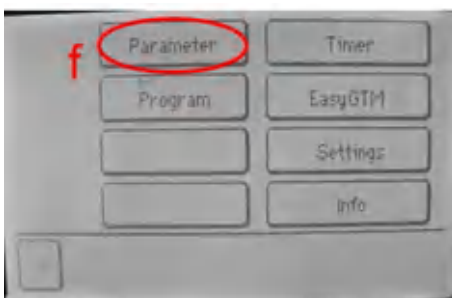 f
Parameter
Timer
Program
EasyGTM
Settings
Info